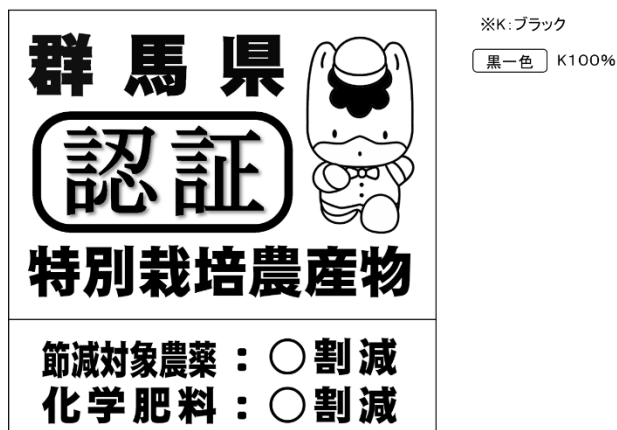 群馬県
認証
特別栽培農産物
節減対象農薬：○割減
化学肥料：○割減
※K：ブラック
黒一色 K100%